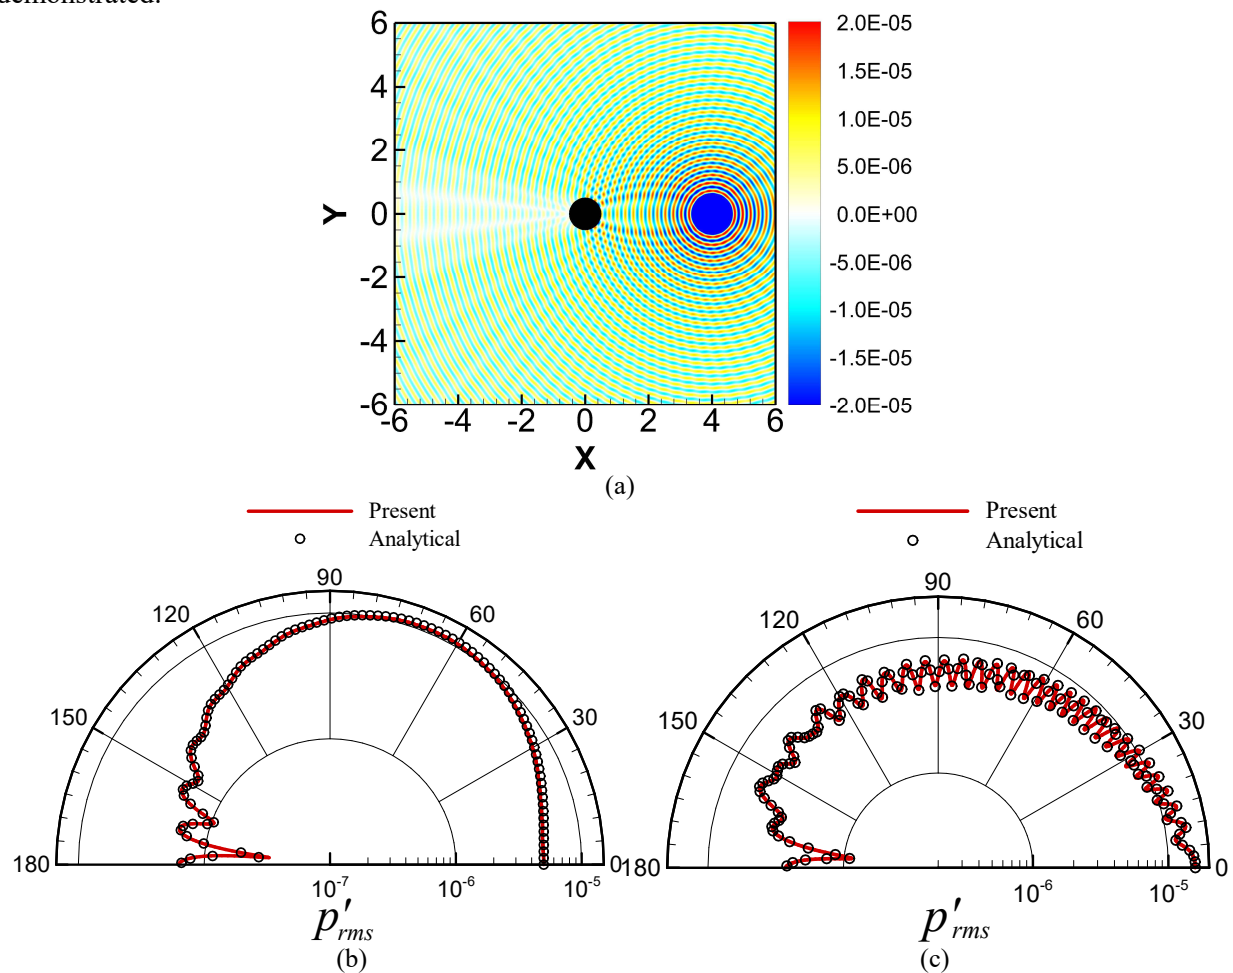 demonstrated.
6
4
2
0
-2
-4
-6
Y
-6 -4 -2 0 2 4 6
X
2.0E-05
1.5E-05
1.0E-05
5.0E-06
0.0E+00
-5.0E-06
-1.0E-05
-1.5E-05
-2.0E-05
(a)
Present
Analytical
90
120 60
150 30
180 0
10⁻⁷ 10⁻⁶ 10⁻⁵
p′rms
(b)
Present
Analytical
90
120 60
150 30
180 0
10⁻⁶ 10⁻⁵
p′rms
(c)